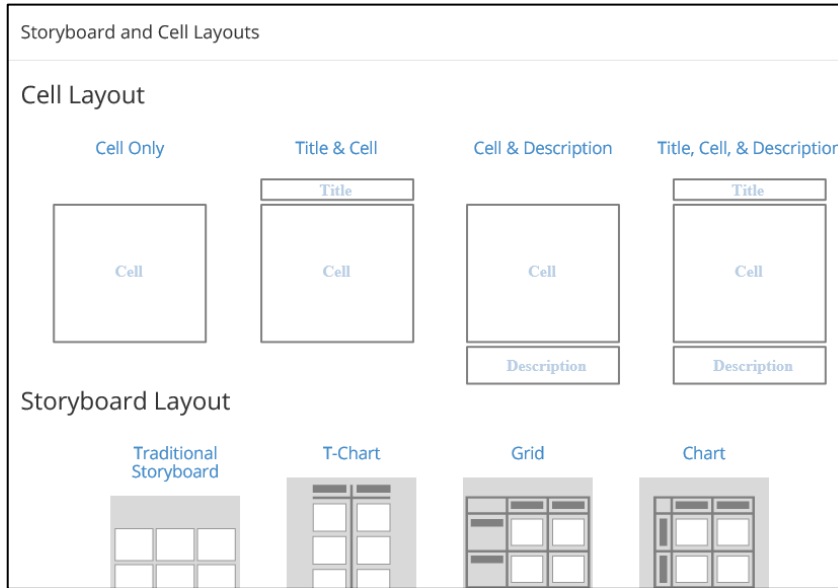 Storyboard and Cell Layouts
Cell Layout
Cell Only
Title & Cell
Cell & Description
Title, Cell, & Description
Title
Title
Cell
Cell
Cell
Cell
Description
Description
Storyboard Layout
Traditional
Storyboard
T-Chart
Grid
Chart